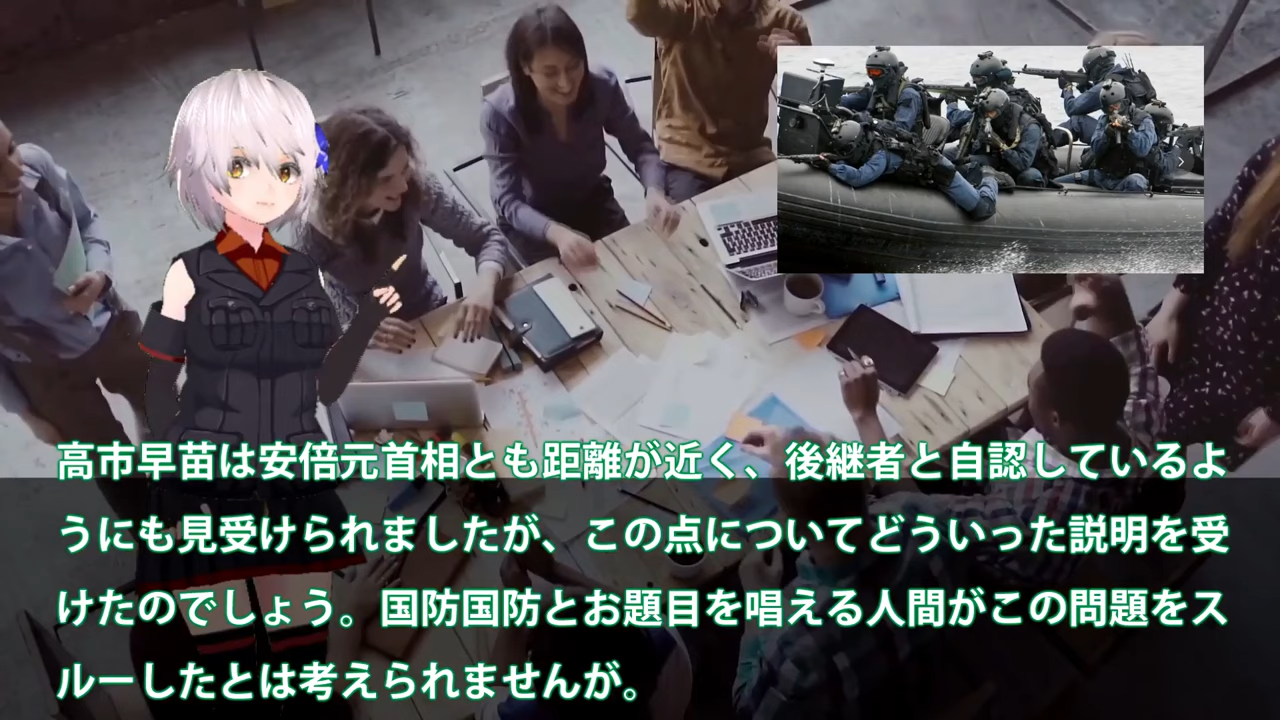 高市早苗は安倍元首相とも距離が近く、後継者と自認しているよ
うにも見受けられましたが、この点についてどういった説明を受
けたのでしょう。国防国防とお題目を唱える人間がこの問題をス
ルーしたとは考えられませんが。